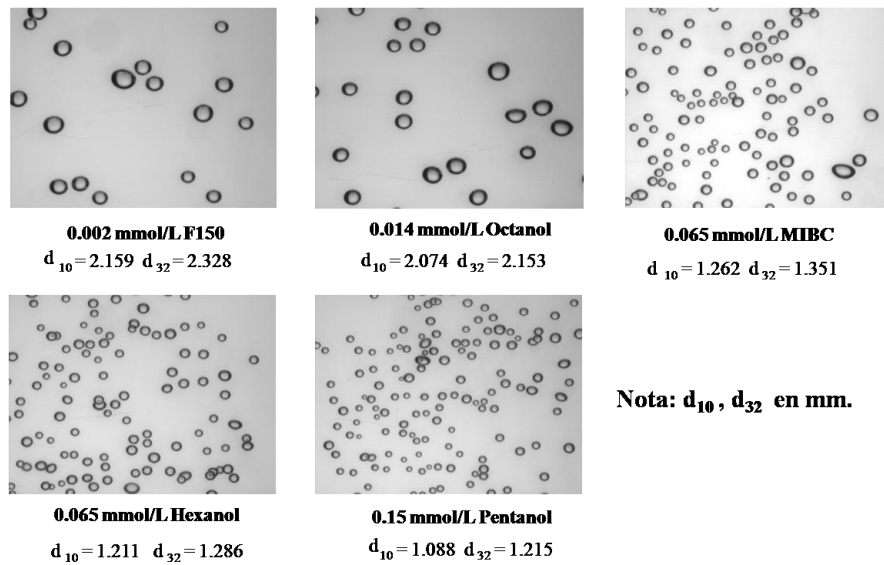 0.002 mmol/L F150
d 10 = 2.159 d 32 = 2.328
0.014 mmol/L Octanol
d 10 = 2.074 d 32 = 2.153
0.065 mmol/L MIBC
d 10 = 1.262 d 32 = 1.351
0.065 mmol/L Hexanol
d 10 = 1.211 d 32 = 1.286
0.15 mmol/L Pentanol
d 10 = 1.088 d 32 = 1.215
Nota: d10 , d32 en mm.